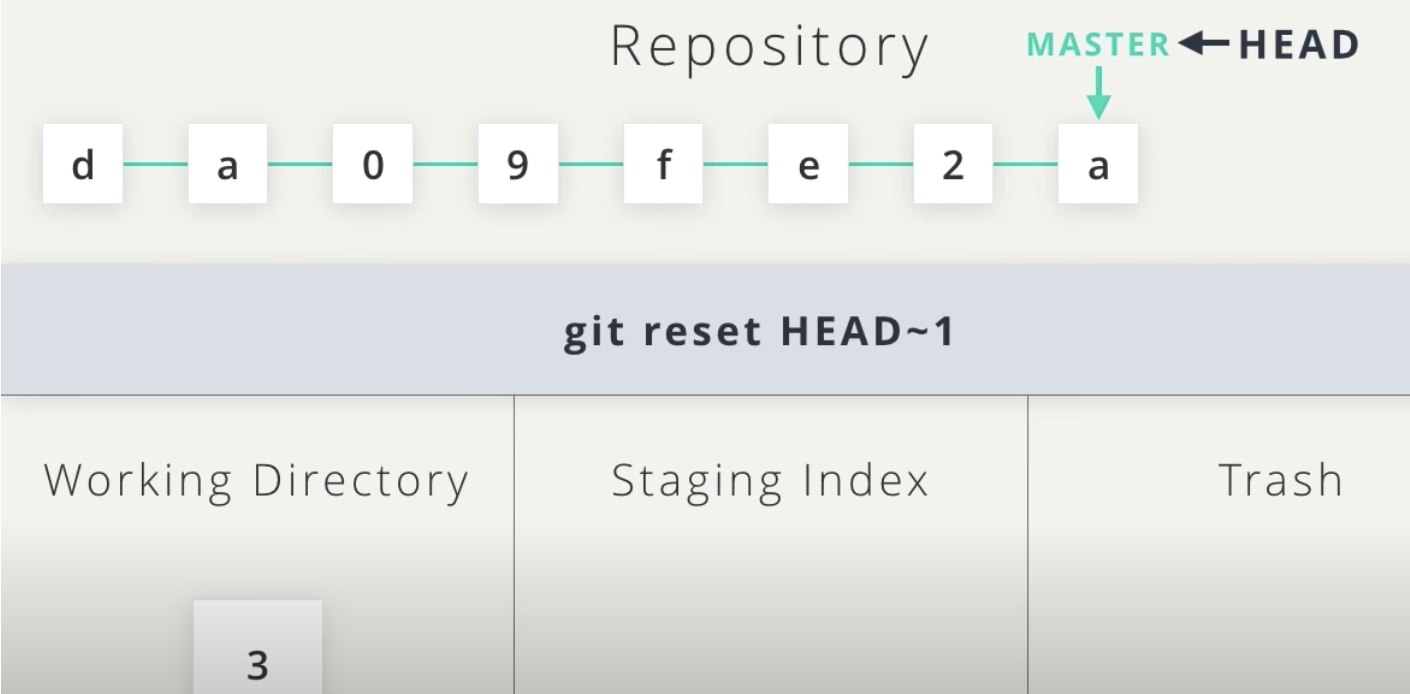 Repository
MASTER HEAD
d a 0 9 f e 2 a
git reset HEAD~1
Working Directory
Staging Index
Trash
3